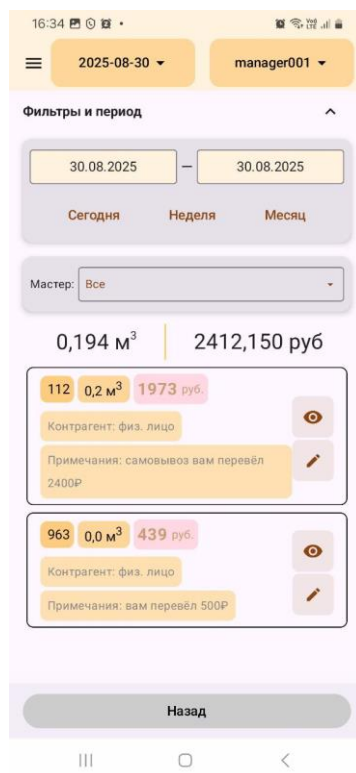 16:34
2025-08-30 manager001
Фильтры и период
30.08.2025 — 30.08.2025
Сегодня Неделя Месяц
Мастер: Все
0,194 м³ 2412,150 руб
112 0,2 м³ 1973 руб.
Контрагент: физ. лицо
Примечания: самовывоз вам перевёл
2400₽
963 0,0 м³ 439 руб.
Контрагент: физ. лицо
Примечания: вам перевёл 500₽
Назад